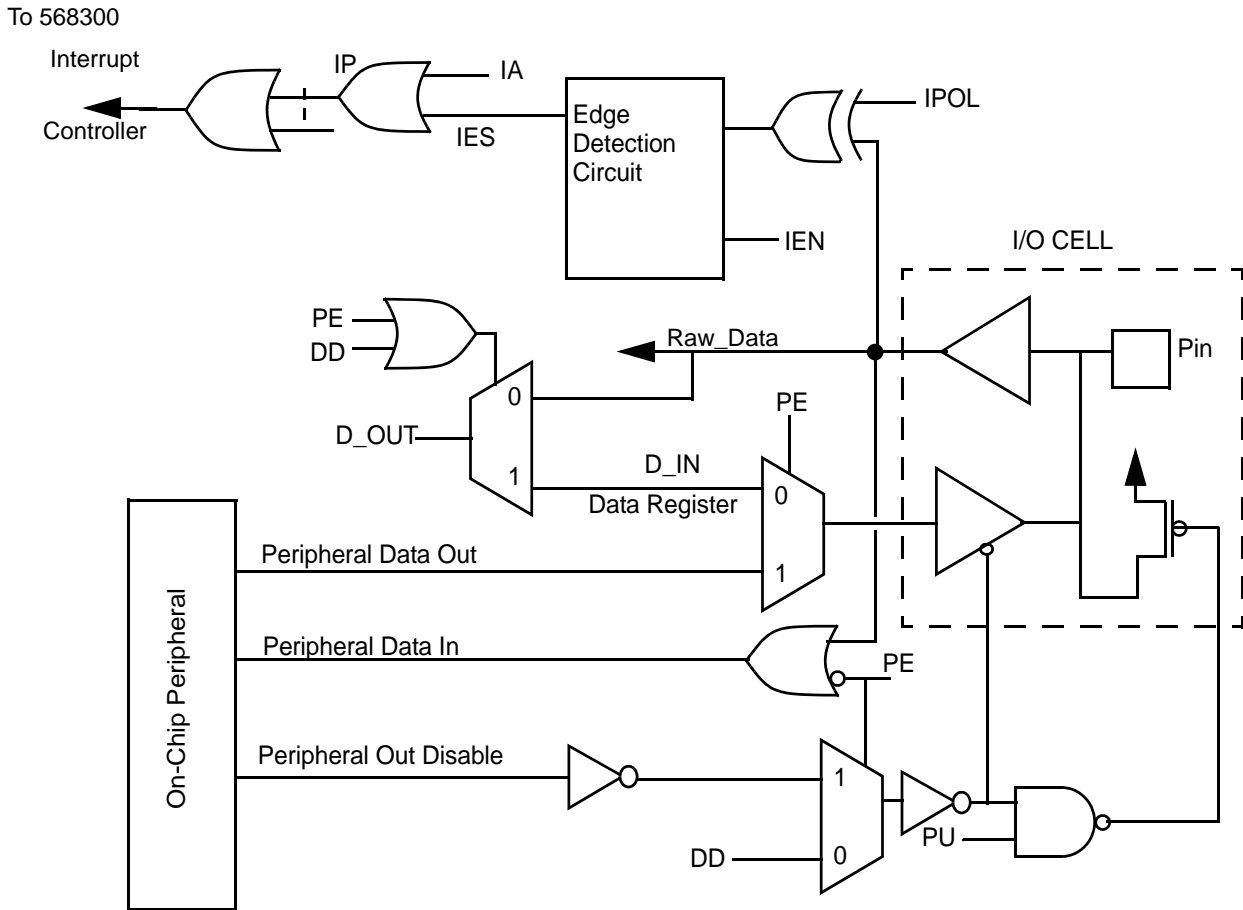 To 568300
Interrupt
Controller
IP
IA
IES
Edge
Detection
Circuit
IPOL
IEN
I/O CELL
PE
DD
Raw_Data
Pin
0
1
D_OUT
PE
D_IN
Data Register
0
1
On-Chip Peripheral
Peripheral Data Out
Peripheral Data In
PE
Peripheral Out Disable
1
0
DD
PU